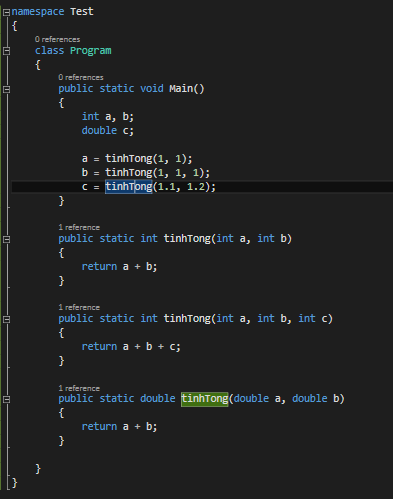 namespace Test
{
0 references
class Program
{
0 references
public static void Main()
{
int a, b;
double c;
a = tinhTong(1, 1);
b = tinhTong(1, 1, 1);
c = tinhTong(1.1, 1.2);
}
1 reference
public static int tinhTong(int a, int b)
{
return a + b;
}
1 reference
public static int tinhTong(int a, int b, int c)
{
return a + b + c;
}
1 reference
public static double tinhTong(double a, double b)
{
return a + b;
}
}
}